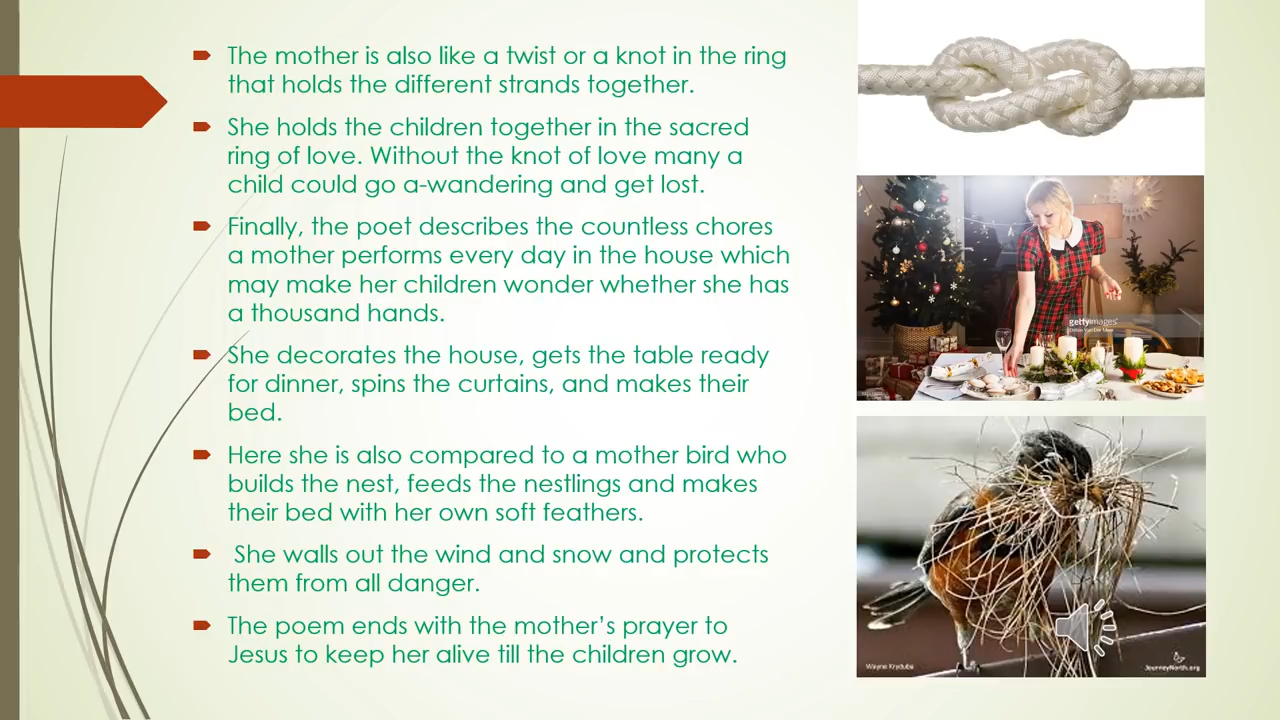 The mother is also like a twist or a knot in the ring
that holds the different strands together.
She holds the children together in the sacred
ring of love. Without the knot of love many a
child could go a-wandering and get lost.
Finally, the poet describes the countless chores
a mother performs every day in the house which
may make her children wonder whether she has
a thousand hands.
She decorates the house, gets the table ready
for dinner, spins the curtains, and makes their
bed.
Here she is also compared to a mother bird who
builds the nest, feeds the nestlings and makes
their bed with her own soft feathers.
She walls out the wind and snow and protects
them from all danger.
The poem ends with the mother’s prayer to
Jesus to keep her alive till the children grow.
gettyimages
Wayne Kryduba
JourneyNorth.org